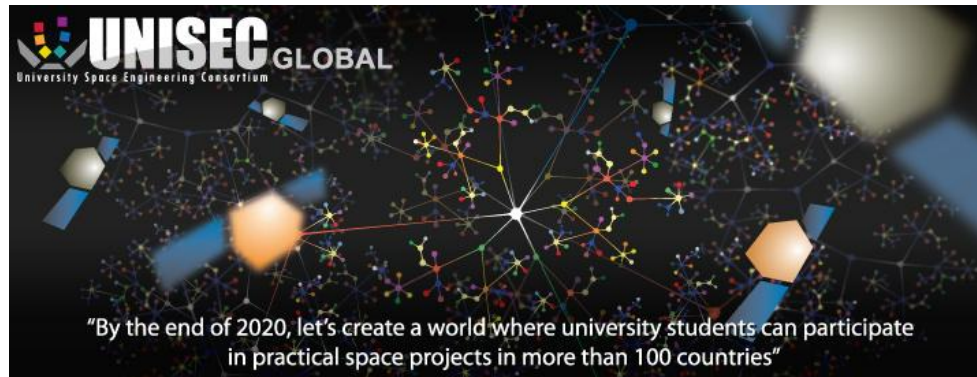 UNISEC GLOBAL
University Space Engineering Consortium
"By the end of 2020, let's create a world where university students can participate
in practical space projects in more than 100 countries"